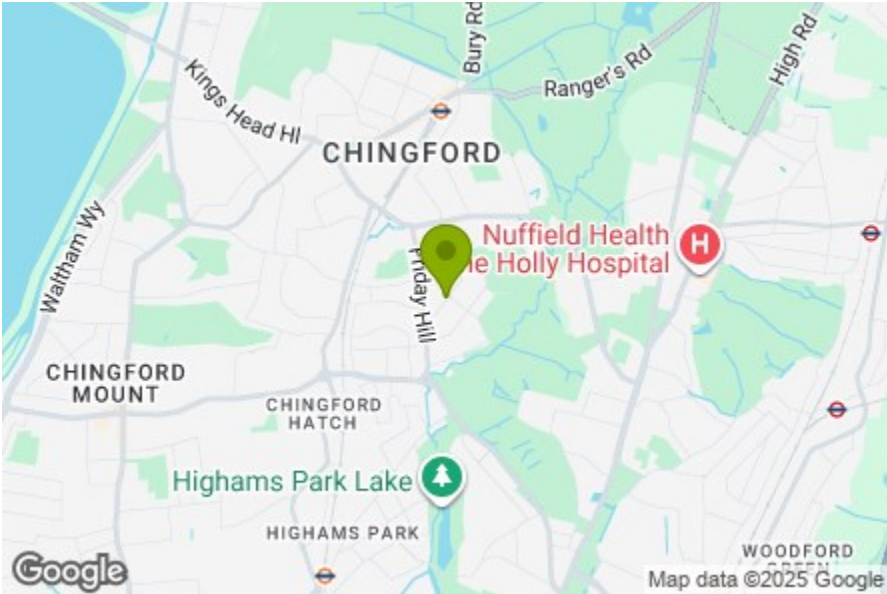 Bury Rd
High Rd
Ranger's Rd
Kings Head Hl
CHINGFORD
Waltham Wy
Nuffield Health
H
he Holly Hospital
Friday Hill
CHINGFORD
MOUNT
CHINGFORD
HATCH
Highams Park Lake
HIGHAMS PARK
WOODFORD
GREEN
Google
Map data ©2025 Google